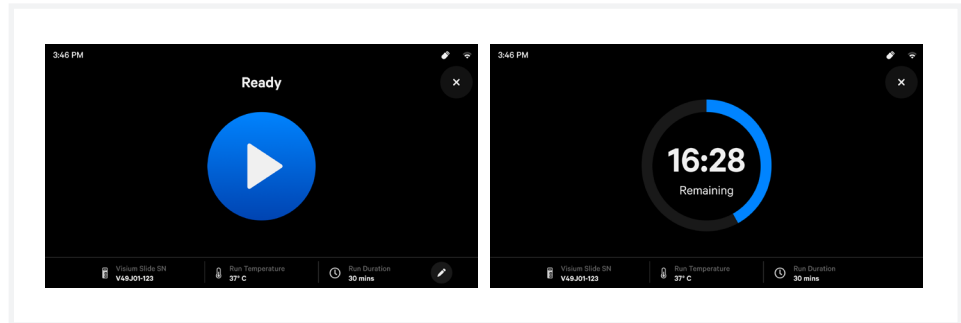 3:46 PM
Ready
Visium Slide SN
V49J01-123
Run Temperature
37° C
Run Duration
30 mins
3:46 PM
16:28
Remaining
Visium Slide SN
V49J01-123
Run Temperature
37° C
Run Duration
30 mins